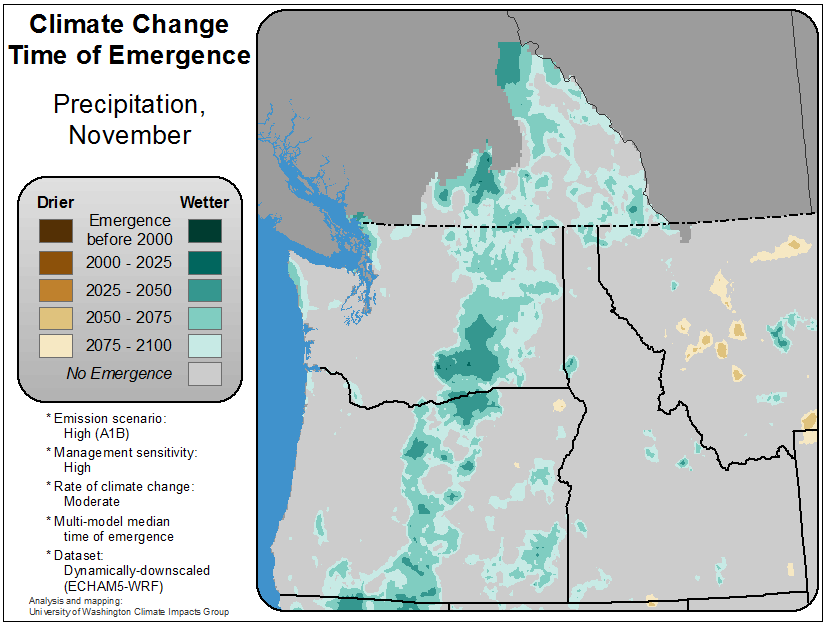 Climate Change
Time of Emergence
Precipitation,
November
Drier
Wetter
Emergence
before 2000
2000 - 2025
2025 - 2050
2050 - 2075
2075 - 2100
No Emergence
* Emission scenario:
High (A1B)
* Management sensitivity:
High
* Rate of climate change:
Moderate
* Multi-model median
time of emergence
* Dataset:
Dynamically-downscaled
(ECHAM5-WRF)
Analysis and mapping:
University of Washington Climate Impacts Group